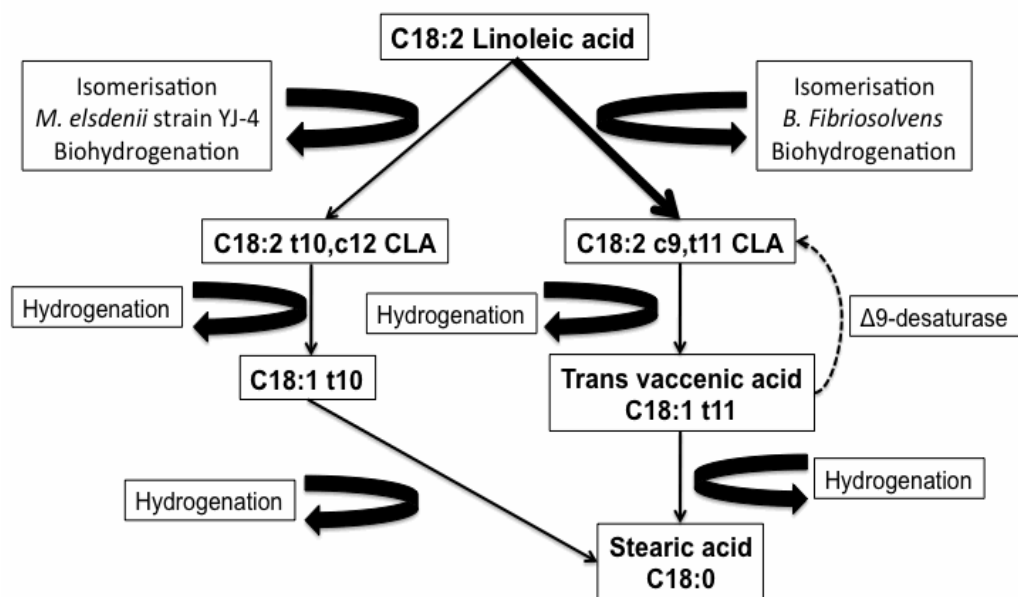 C18:2 Linoleic acid
Isomerisation
M. elsdenii strain YJ-4
Biohydrogenation
Isomerisation
B. Fibriosolvens
Biohydrogenation
C18:2 t10,c12 CLA
C18:2 c9,t11 CLA
Hydrogenation
Hydrogenation
Δ9-desaturase
C18:1 t10
Trans vaccenic acid
C18:1 t11
Hydrogenation
Hydrogenation
Stearic acid
C18:0